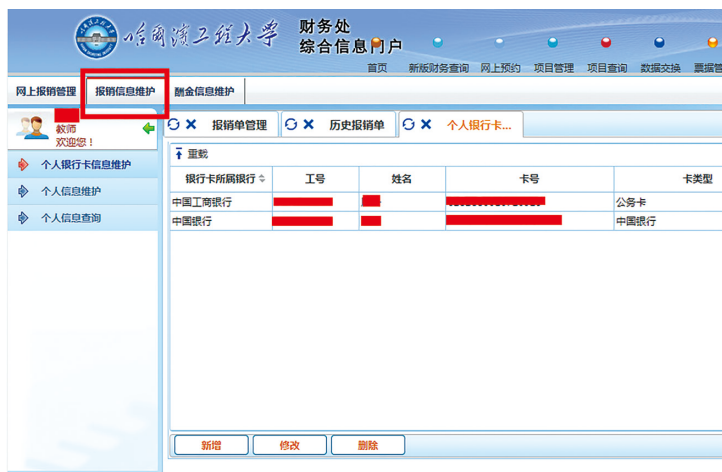 哈尔滨工程大学
财务处
综合信息门户
首页 新版财务查询 网上预约 项目管理 项目查询 数据交换 票据管
网上报销管理 报销信息维护 酬金信息维护
教师
欢迎您！
报销单管理 历史报销单 个人银行卡...
个人银行卡信息维护
个人信息维护
个人信息查询
重载
银行卡所属银行 工号 姓名 卡号 卡类型
中国工商银行 公务卡
中国银行 中国银行
新增 修改 删除